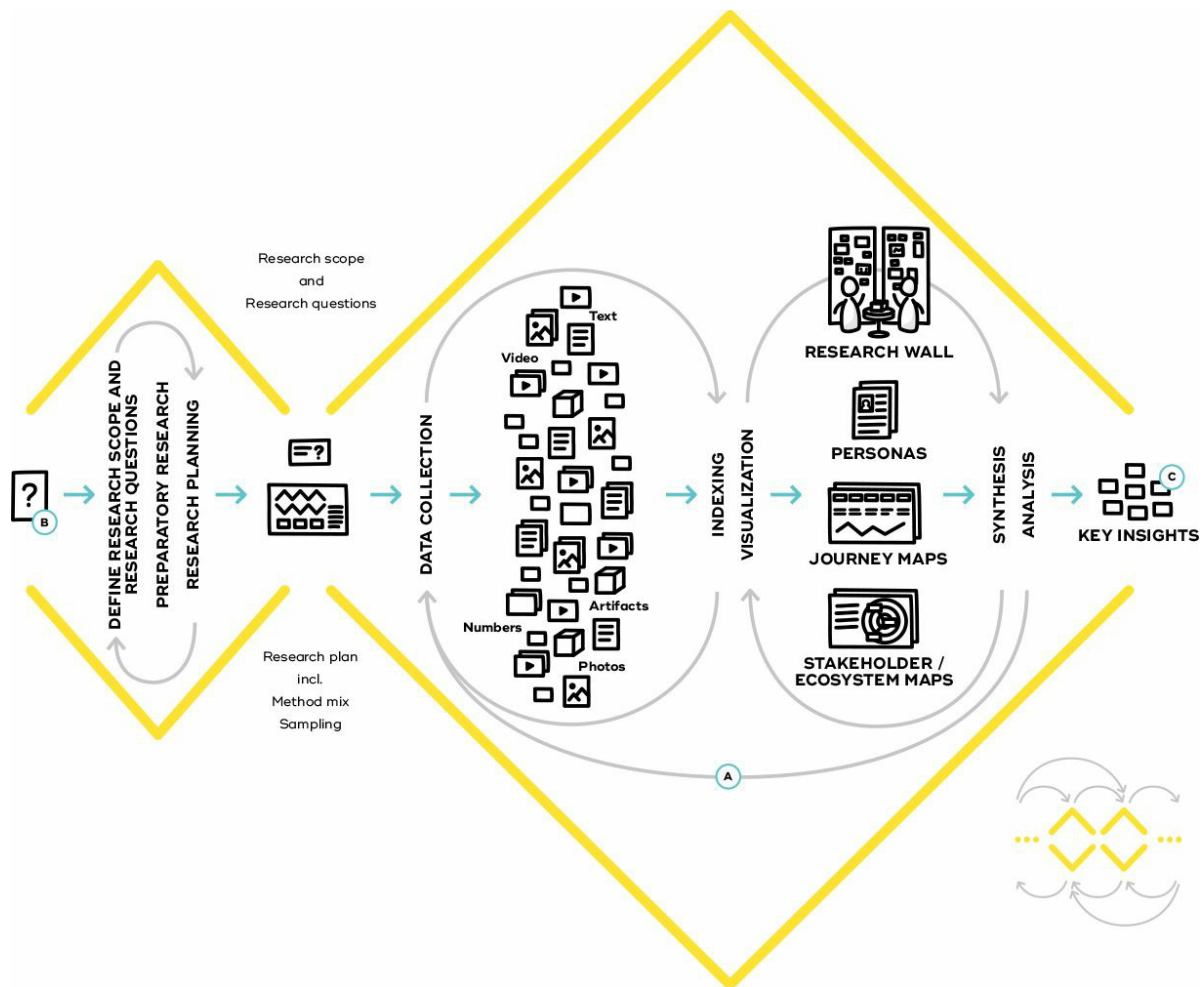 ?
B
DEFINE RESEARCH SCOPE AND
RESEARCH QUESTIONS
PREPARATORY RESEARCH
RESEARCH PLANNING
Research scope
and
Research questions
?
Research plan
incl.
Method mix
Sampling
DATA COLLECTION
Text
Video
Artifacts
Numbers
Photos
INDEXING
VISUALIZATION
RESEARCH WALL
PERSONAS
JOURNEY MAPS
STAKEHOLDER /
ECOSYSTEM MAPS
SYNTHESIS
ANALYSIS
C
KEY INSIGHTS
A